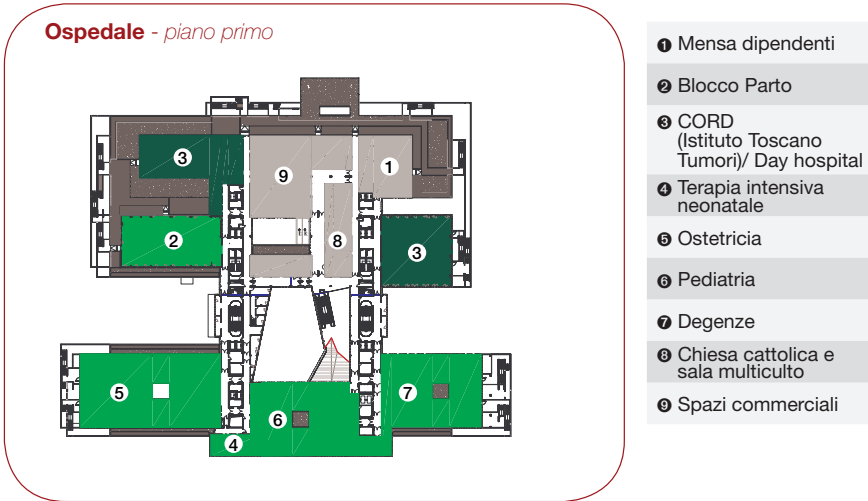 Ospedale - piano primo
3
9
1
2
8
3
5
6
7
4
❶ Mensa dipendenti
❷ Blocco Parto
❸ CORD
(Istituto Toscano
Tumori)/ Day hospital
❹ Terapia intensiva
neonatale
❺ Ostetricia
❻ Pediatria
❼ Degenze
❽ Chiesa cattolica e
sala multiculto
❾ Spazi commerciali